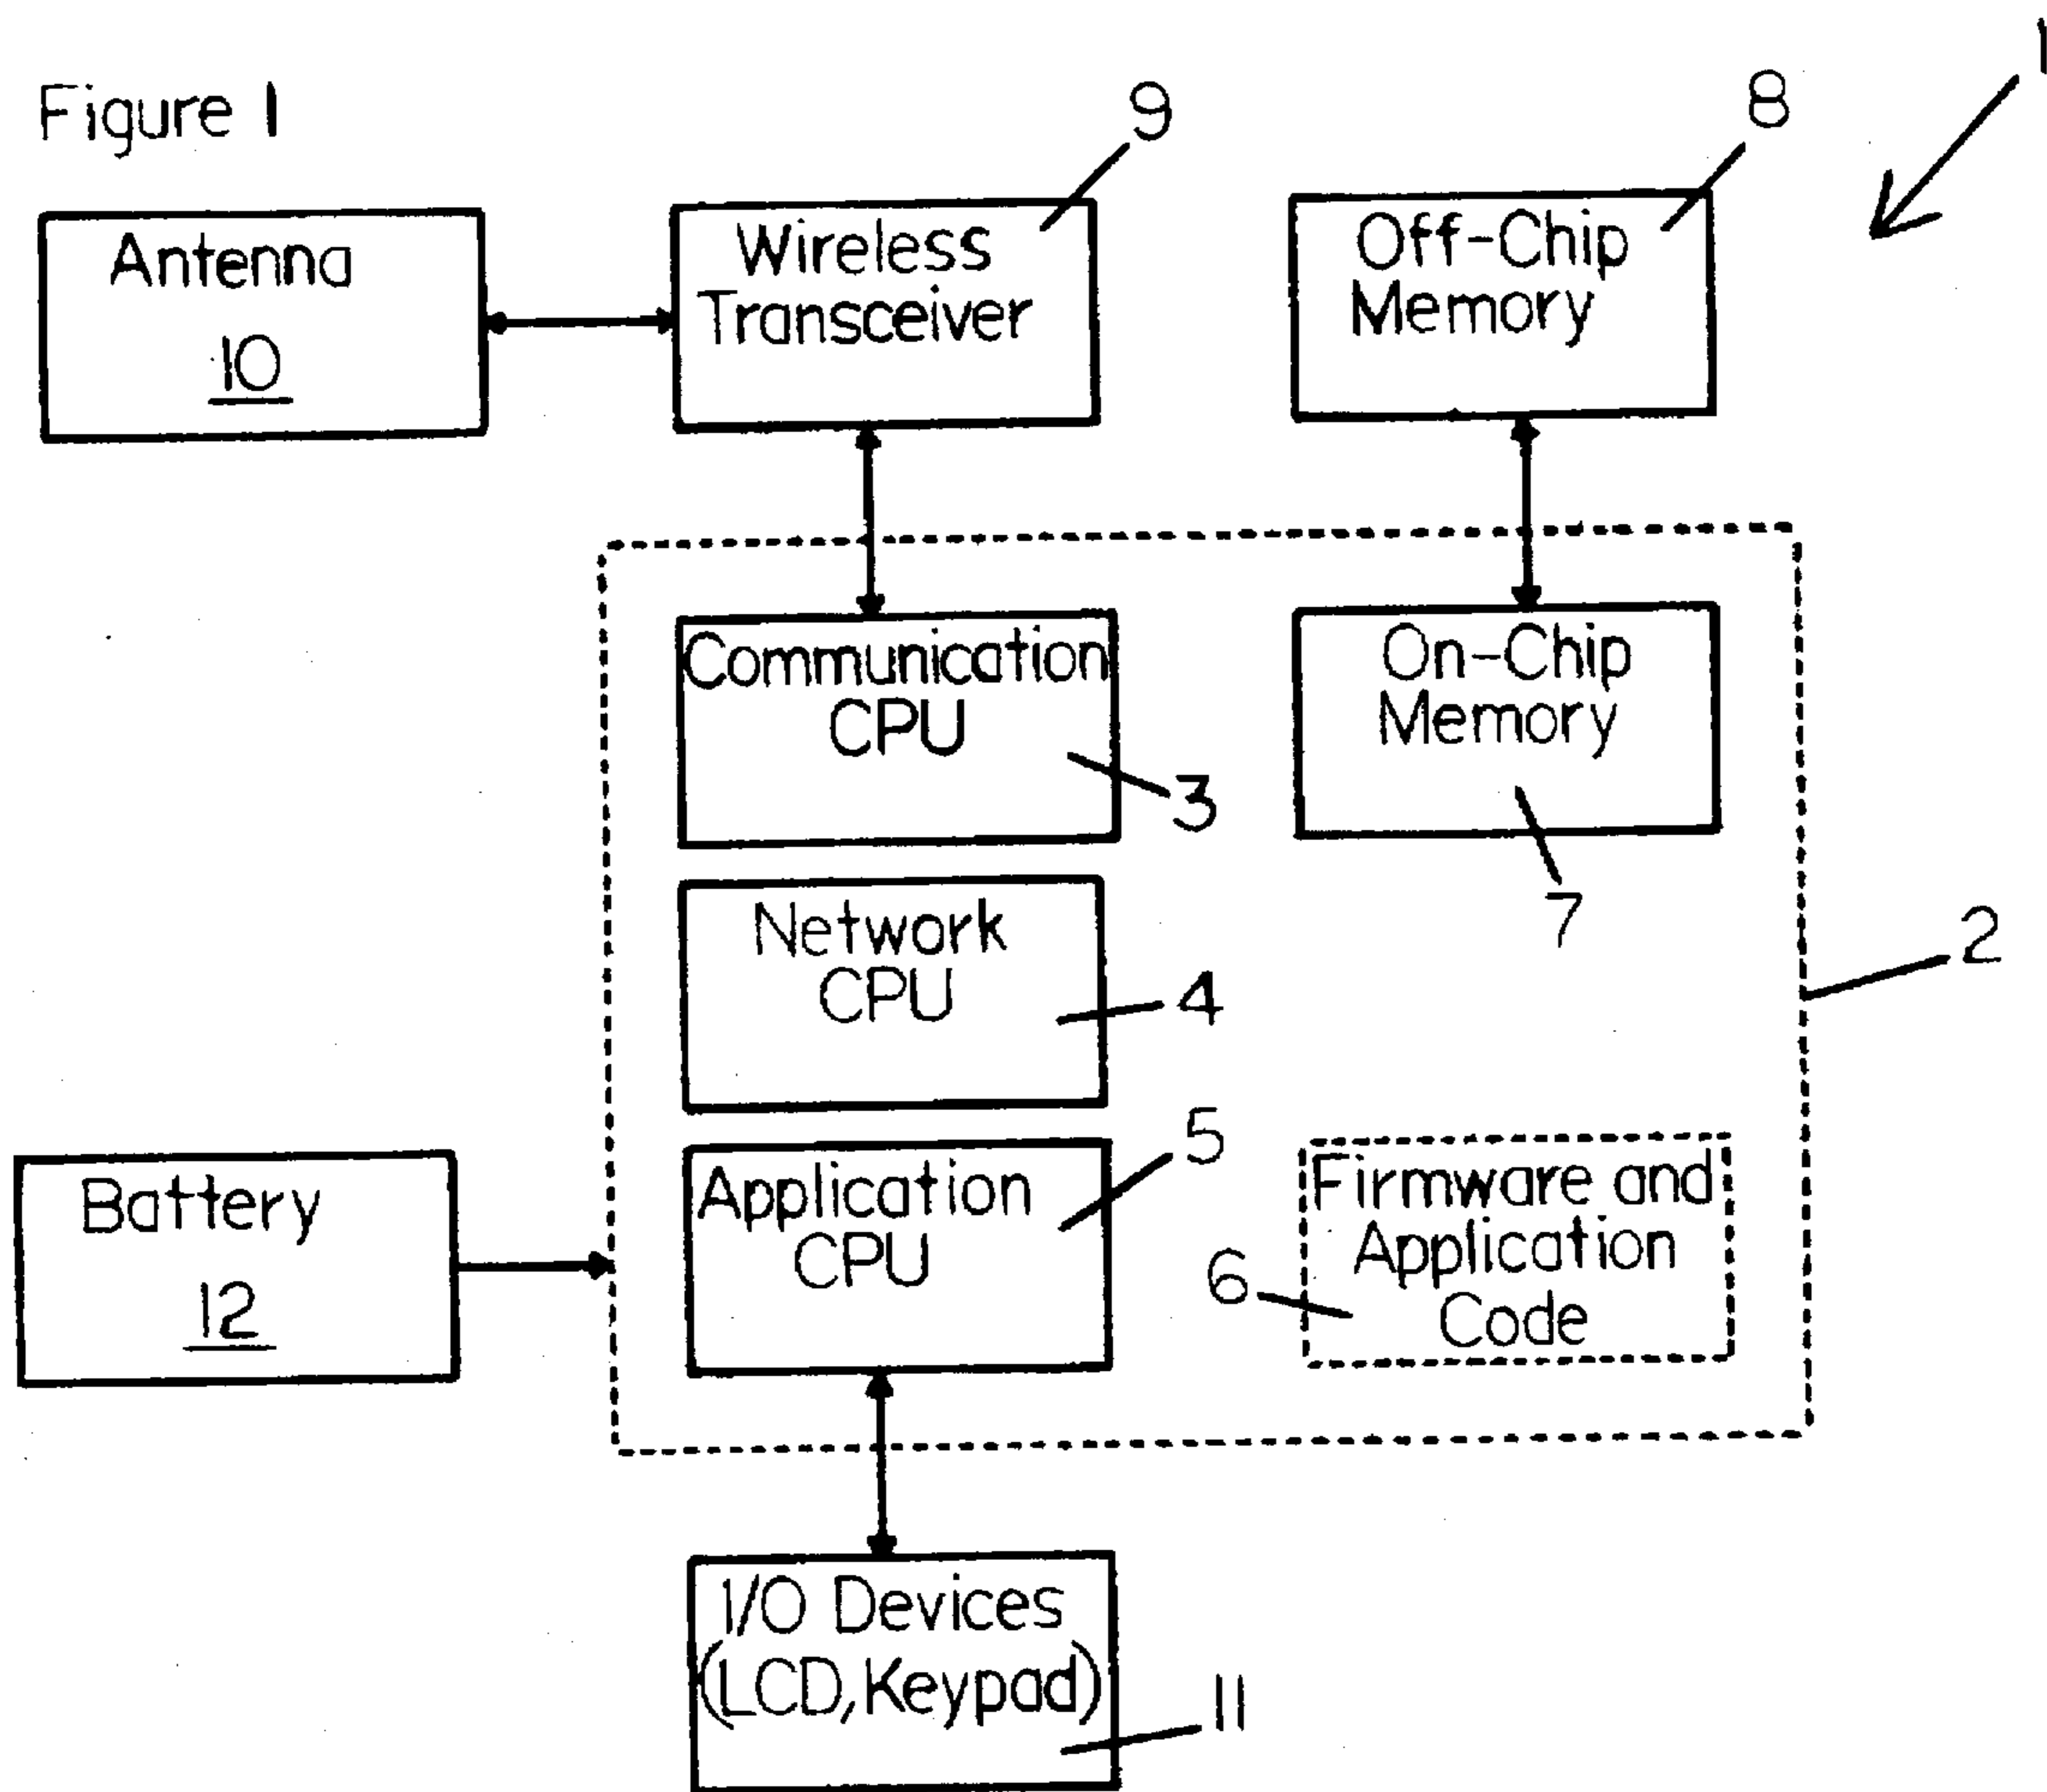 Figure 1
1
9
8
Antenna
10
Wireless
Transceiver
Off-Chip
Memory
Communication
CPU
3
On-Chip
Memory
7
2
Network
CPU
4
Battery
12
Application
CPU
5
Firmware and
Application
Code
6
I/O Devices
(LCD, Keypad)
11